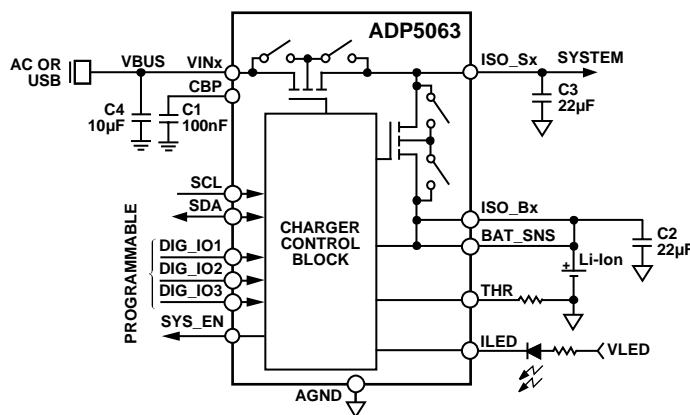 ADP5063
AC OR
USB
VBUS
VINx
CBP
C4
10µF
C1
100nF
ISO_Sx
SYSTEM
C3
22µF
SCL
SDA
PROGRAMMABLE
DIG_IO1
DIG_IO2
DIG_IO3
SYS_EN
CHARGER
CONTROL
BLOCK
ISO_Bx
BAT_SNS
C2
22µF
+
Li-Ion
THR
ILED
VLED
AGND